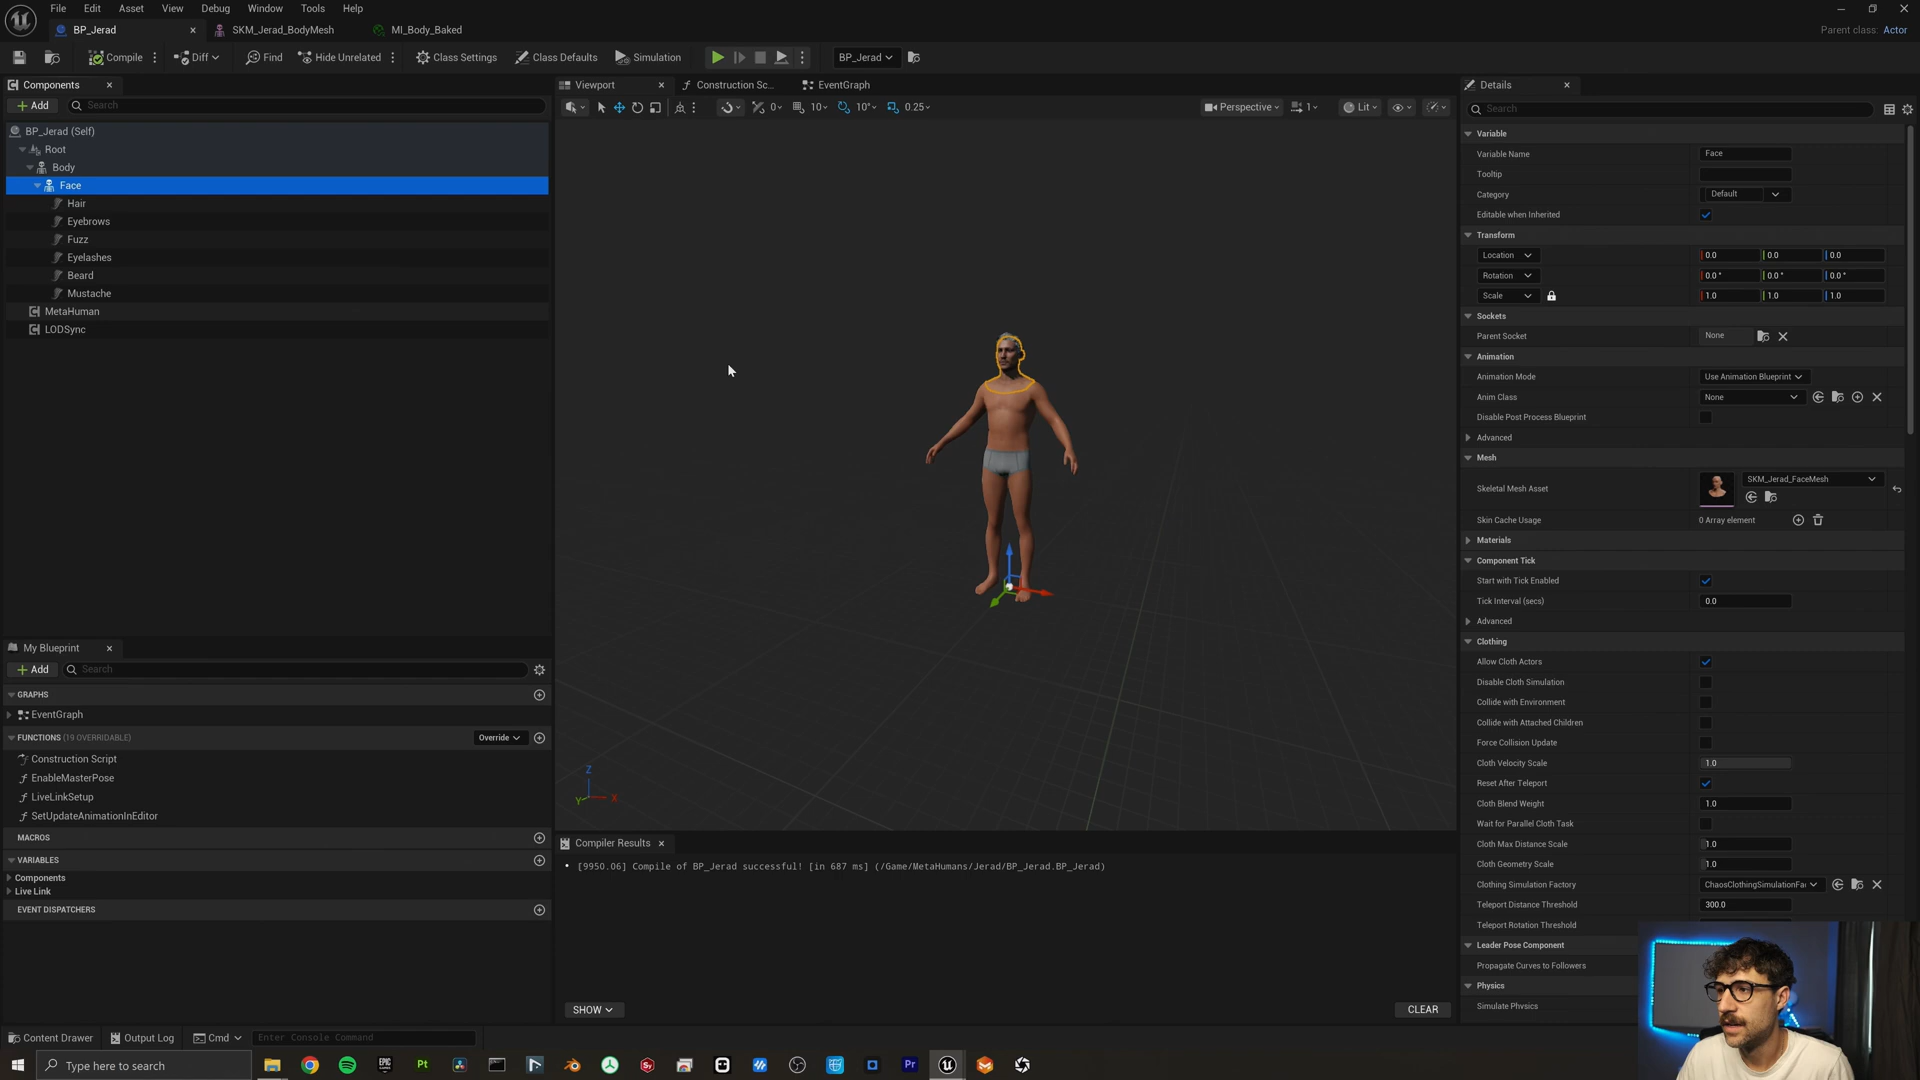 File Edit Asset View Debug Window Tools Help
BP_Jerad SKM_Jerad_BodyMesh MI_Body_Baked
Parent class: Actor
Compile Diff Find Hide Unrelated Class Settings Class Defaults Simulation BP_Jerad
Components
Add Search
BP_Jerad (Self)
Root
Body
Face
Hair
Eyebrows
Fuzz
Eyelashes
Beard
Mustache
MetaHuman
LODSync
My Blueprint
Add Search
GRAPHS
EventGraph
FUNCTIONS (19 OVERRIDABLE) Override
Construction Script
EnableMasterPose
LiveLinkSetup
SetUpdateAnimationInEditor
MACROS
VARIABLES
Components
Live Link
EVENT DISPATCHERS
Viewport Construction Sc... EventGraph
0 10 10° 0.25 Perspective 1 Lit
Z
Y X
Compiler Results
• [9950.06] Compile of BP_Jerad successful! [in 687 ms] (/Game/MetaHumans/Jerad/BP_Jerad.BP_Jerad)
SHOW CLEAR
Details
Search
Variable
Variable Name Face
Tooltip
Category Default
Editable when Inherited
Transform
Location 0.0 0.0 0.0
Rotation 0.0° 0.0° 0.0°
Scale 1.0 1.0 1.0
Sockets
Parent Socket None
Animation
Animation Mode Use Animation Blueprint
Anim Class None
Disable Post Process Blueprint
Advanced
Mesh
Skeletal Mesh Asset SKM_Jerad_FaceMesh
Skin Cache Usage 0 Array element
Materials
Component Tick
Start with Tick Enabled
Tick Interval (secs) 0.0
Advanced
Clothing
Allow Cloth Actors
Disable Cloth Simulation
Collide with Environment
Collide with Attached Children
Force Collision Update
Cloth Velocity Scale 1.0
Reset After Teleport
Cloth Blend Weight 1.0
Wait for Parallel Cloth Task
Cloth Max Distance Scale 1.0
Cloth Geometry Scale 1.0
Clothing Simulation Factory ChaosClothingSimulationFa
Teleport Distance Threshold 300.0
Teleport Rotation Threshold
Leader Pose Component
Propagate Curves to Followers
Physics
Simulate Physics
Content Drawer Output Log Cmd Enter Console Command
Type here to search EPIC Pt Sy Pr